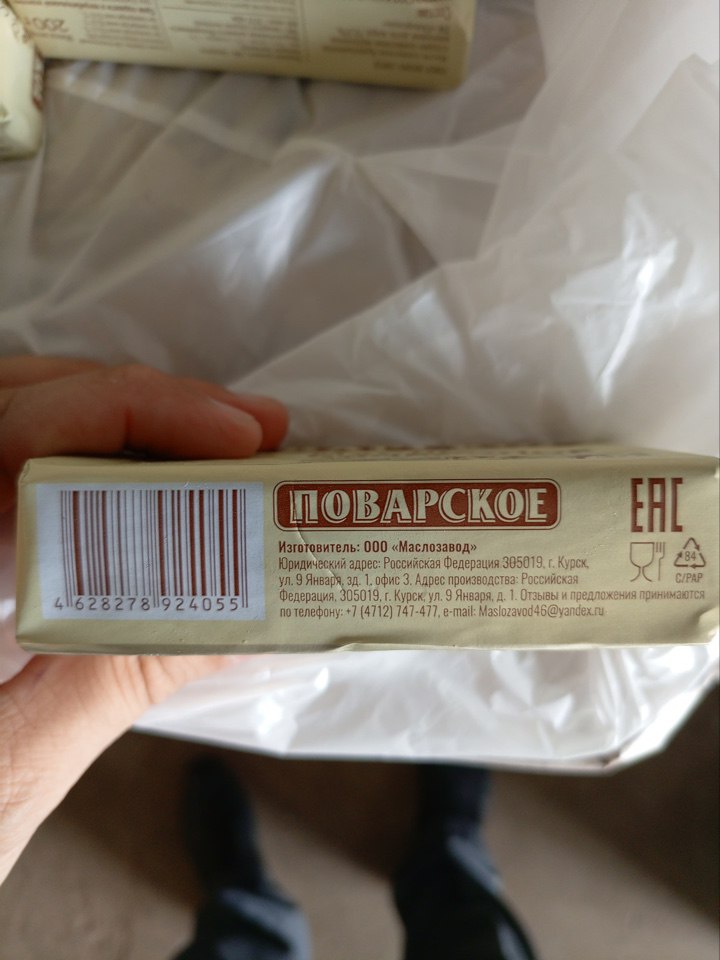 200
ПОВАРСКОЕ
EAC
Изготовитель: ООО «Маслозавод»
Юридический адрес: Российская Федерация 305019, г. Курск,
ул. 9 Января, зд. 1, офис 3. Адрес производства: Российская
Федерация, 305019, г. Курск, ул. 9 Января, д. 1. Отзывы и предложения принимаются
по телефону: +7 (4712) 747-477, e-mail: Maslozavod46@yandex.ru
84
C/PAP
4 628278 924055